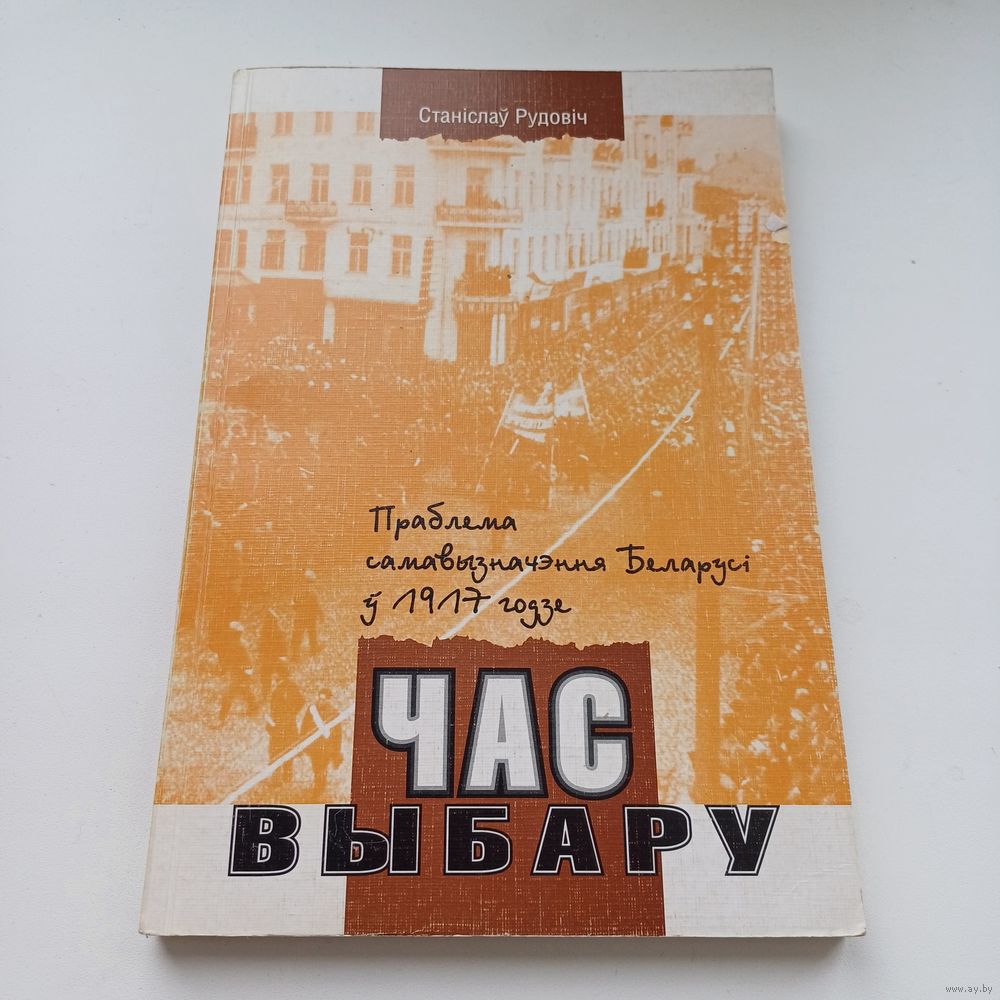 Станіслаў Рудовіч
Праблема
самавызначэння Беларусі
ў 1917 годзе
ЧАС
ВЫБАРУ
www.ay.by